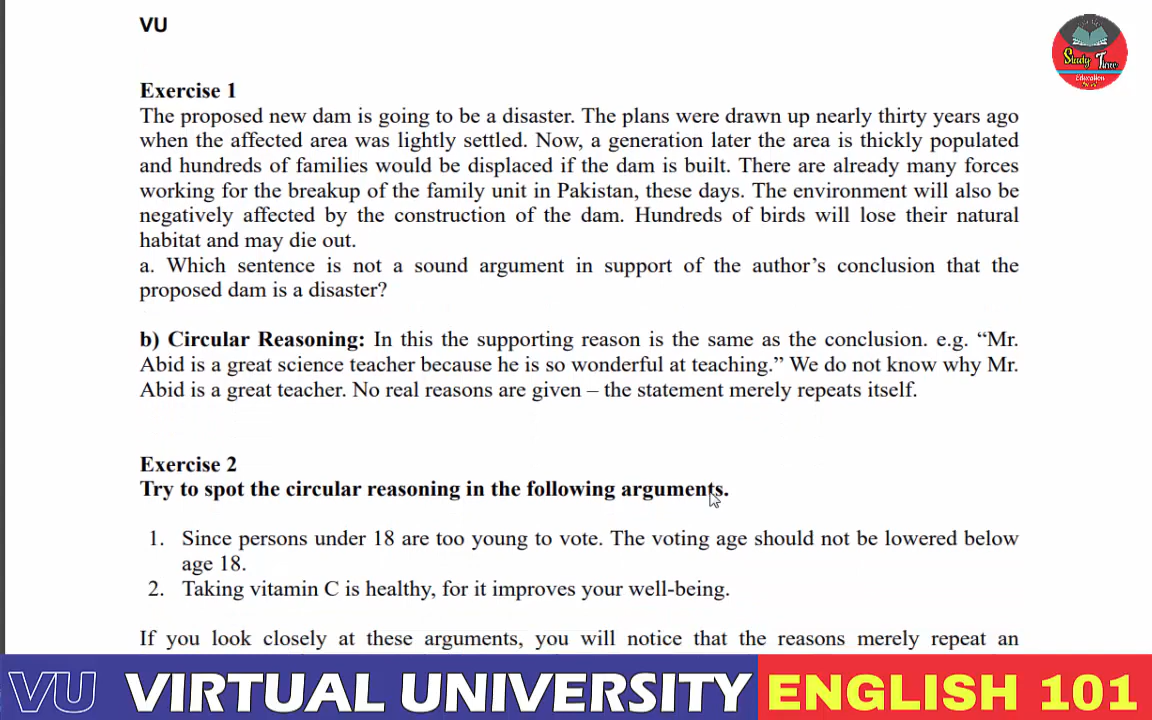 VU
Study Time
Education
Exercise 1
The proposed new dam is going to be a disaster. The plans were drawn up nearly thirty years ago
when the affected area was lightly settled. Now, a generation later the area is thickly populated
and hundreds of families would be displaced if the dam is built. There are already many forces
working for the breakup of the family unit in Pakistan, these days. The environment will also be
negatively affected by the construction of the dam. Hundreds of birds will lose their natural
habitat and may die out.
a. Which sentence is not a sound argument in support of the author’s conclusion that the
proposed dam is a disaster?
b) Circular Reasoning: In this the supporting reason is the same as the conclusion. e.g. “Mr.
Abid is a great science teacher because he is so wonderful at teaching.” We do not know why Mr.
Abid is a great teacher. No real reasons are given – the statement merely repeats itself.
Exercise 2
Try to spot the circular reasoning in the following arguments.
1. Since persons under 18 are too young to vote. The voting age should not be lowered below
age 18.
2. Taking vitamin C is healthy, for it improves your well-being.
If you look closely at these arguments, you will notice that the reasons merely repeat an
VU VIRTUAL UNIVERSITY ENGLISH 101